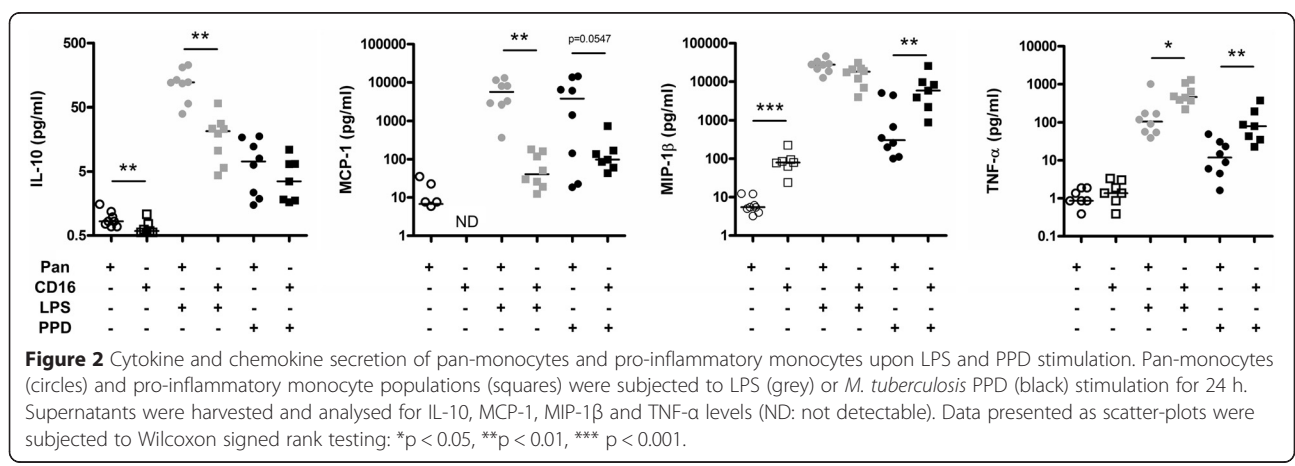 IL-10 (pg/ml)
500
50
5
0.5
**
**
MCP-1 (pg/ml)
100000
10000
1000
100
10
1
ND
**
p=0.0547
MIP-1β (pg/ml)
100000
10000
1000
100
10
1
***
**
TNF-α (pg/ml)
10000
1000
100
10
1
0.1
*
**
Pan + - + - + - + - + - + - + - + - + - + - + - + -
CD16 - + - + - + - + - + - + - + - + - + - + - + - +
LPS - - + + - - - - + + - - - - + + - - - - + + - -
PPD - - - - + + - - - - + + - - - - + + - - - - + +
Figure 2 Cytokine and chemokine secretion of pan-monocytes and pro-inflammatory monocytes upon LPS and PPD stimulation. Pan-monocytes
(circles) and pro-inflammatory monocyte populations (squares) were subjected to LPS (grey) or M. tuberculosis PPD (black) stimulation for 24 h.
Supernatants were harvested and analysed for IL-10, MCP-1, MIP-1β and TNF-α levels (ND: not detectable). Data presented as scatter-plots were
subjected to Wilcoxon signed rank testing: *p < 0.05, **p < 0.01, *** p < 0.001.